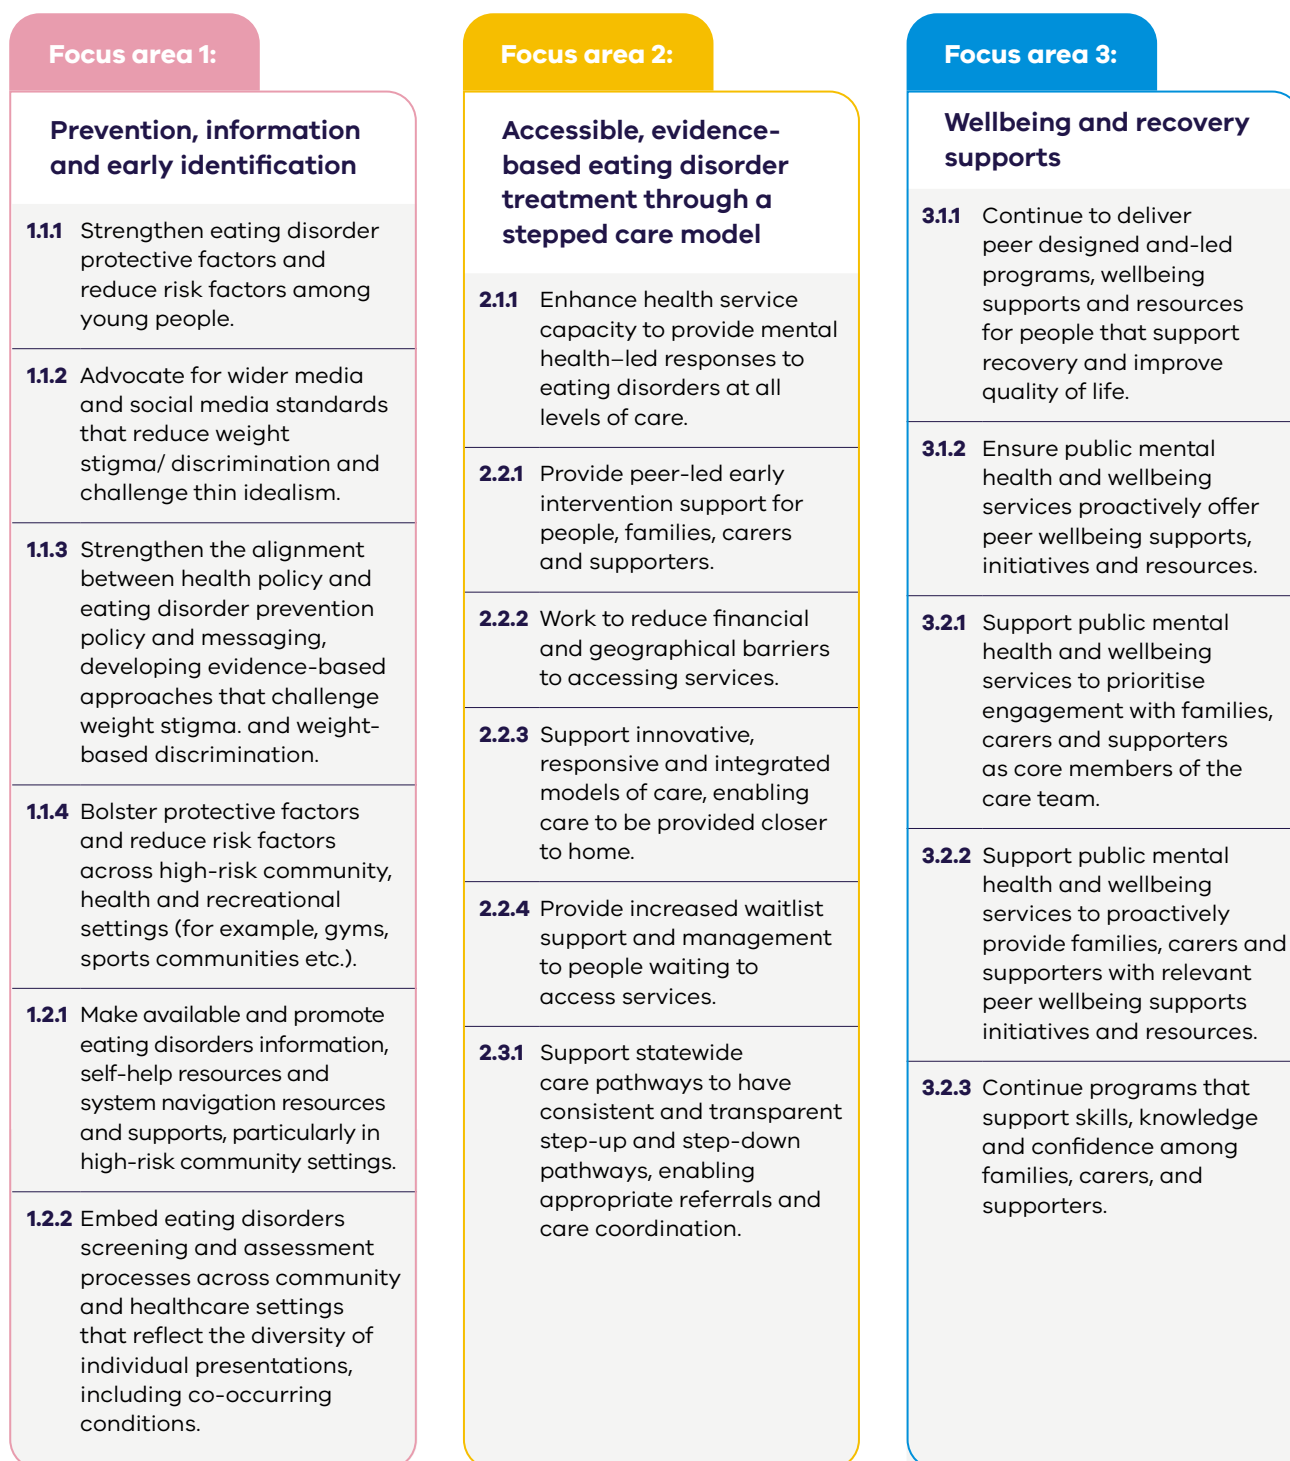 Focus area 1:
Prevention, information
and early identification
1.1.1 Strengthen eating disorder
protective factors and
reduce risk factors among
young people.
1.1.2 Advocate for wider media
and social media standards
that reduce weight
stigma/ discrimination and
challenge thin idealism.
1.1.3 Strengthen the alignment
between health policy and
eating disorder prevention
policy and messaging,
developing evidence-based
approaches that challenge
weight stigma. and weight-
based discrimination.
1.1.4 Bolster protective factors
and reduce risk factors
across high-risk community,
health and recreational
settings (for example, gyms,
sports communities etc.).
1.2.1 Make available and promote
eating disorders information,
self-help resources and
system navigation resources
and supports, particularly in
high-risk community settings.
1.2.2 Embed eating disorders
screening and assessment
processes across community
and healthcare settings
that reflect the diversity of
individual presentations,
including co-occurring
conditions.
Focus area 2:
Accessible, evidence-
based eating disorder
treatment through a
stepped care model
2.1.1 Enhance health service
capacity to provide mental
health–led responses to
eating disorders at all
levels of care.
2.2.1 Provide peer-led early
intervention support for
people, families, carers
and supporters.
2.2.2 Work to reduce financial
and geographical barriers
to accessing services.
2.2.3 Support innovative,
responsive and integrated
models of care, enabling
care to be provided closer
to home.
2.2.4 Provide increased waitlist
support and management
to people waiting to
access services.
2.3.1 Support statewide
care pathways to have
consistent and transparent
step-up and step-down
pathways, enabling
appropriate referrals and
care coordination.
Focus area 3:
Wellbeing and recovery
supports
3.1.1 Continue to deliver
peer designed and-led
programs, wellbeing
supports and resources
for people that support
recovery and improve
quality of life.
3.1.2 Ensure public mental
health and wellbeing
services proactively offer
peer wellbeing supports,
initiatives and resources.
3.2.1 Support public mental
health and wellbeing
services to prioritise
engagement with families,
carers and supporters
as core members of the
care team.
3.2.2 Support public mental
health and wellbeing
services to proactively
provide families, carers and
supporters with relevant
peer wellbeing supports
initiatives and resources.
3.2.3 Continue programs that
support skills, knowledge
and confidence among
families, carers, and
supporters.